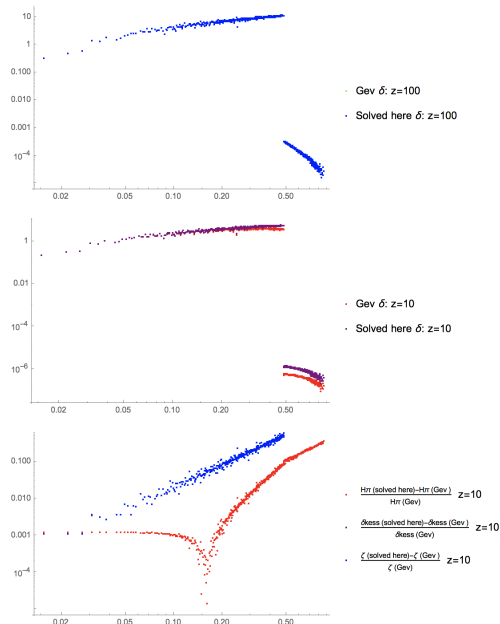 10
1
0.100
0.010
0.001
10⁻⁴
0.02 0.05 0.10 0.20 0.50
Gev δ: z=100
Solved here δ: z=100
1
0.01
10⁻⁴
10⁻⁶
0.02 0.05 0.10 0.20 0.50
Gev δ: z=10
Solved here δ: z=10
0.100
0.010
0.001
10⁻⁴
0.02 0.05 0.10 0.20 0.50
Hπ (solved here)–Hπ (Gev)
Hπ (Gev)
z=10
δkess (solved here)–δkess (Gev)
δkess (Gev)
z=10
ζ (solved here)–ζ (Gev)
ζ (Gev)
z=10